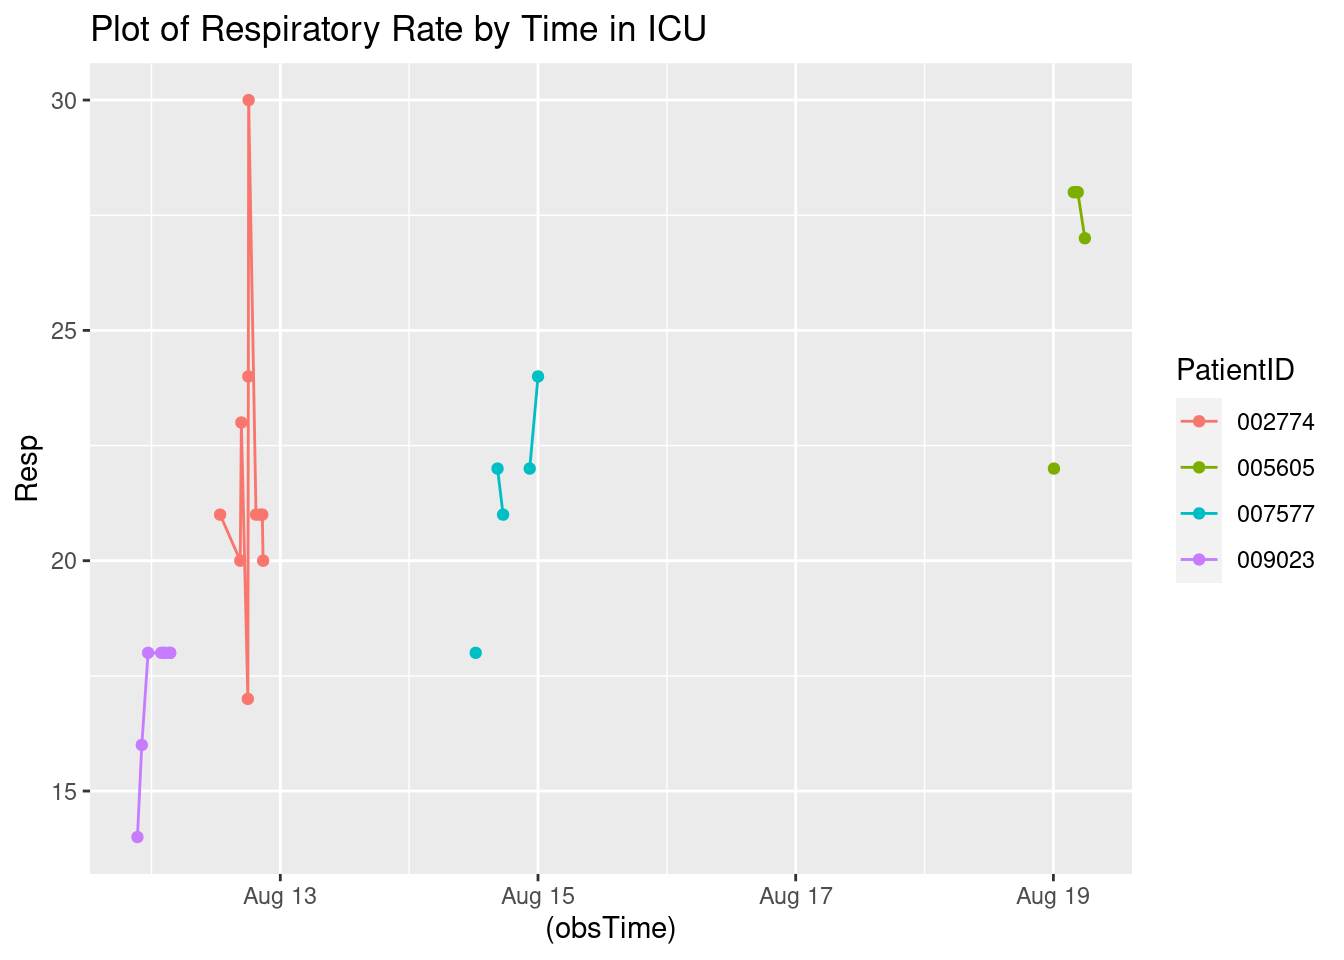 Plot of Respiratory Rate by Time in ICU
30
25
20
15
Resp
Aug 13
Aug 15
Aug 17
Aug 19
(obsTime)
PatientID
002774
005605
007577
009023